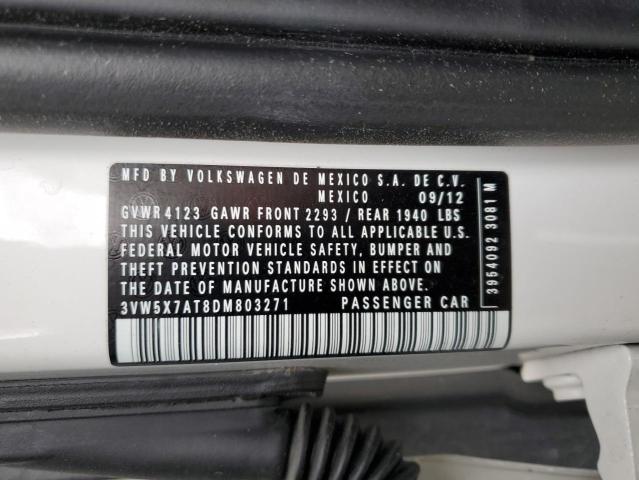 MFD BY VOLKSWAGEN DE MEXICO S.A. DE C.V.
MEXICO 09/12
GVWR 4123 GAWR FRONT 2293 / REAR 1940 LBS
THIS VEHICLE CONFORMS TO ALL APPLICABLE U.S.
FEDERAL MOTOR VEHICLE SAFETY, BUMPER AND
THEFT PREVENTION STANDARDS IN EFFECT ON
THE DATE OF MANUFACTURE SHOWN ABOVE.
3VW5X7AT8DM803271 PASSENGER CAR
3954092 3081 M